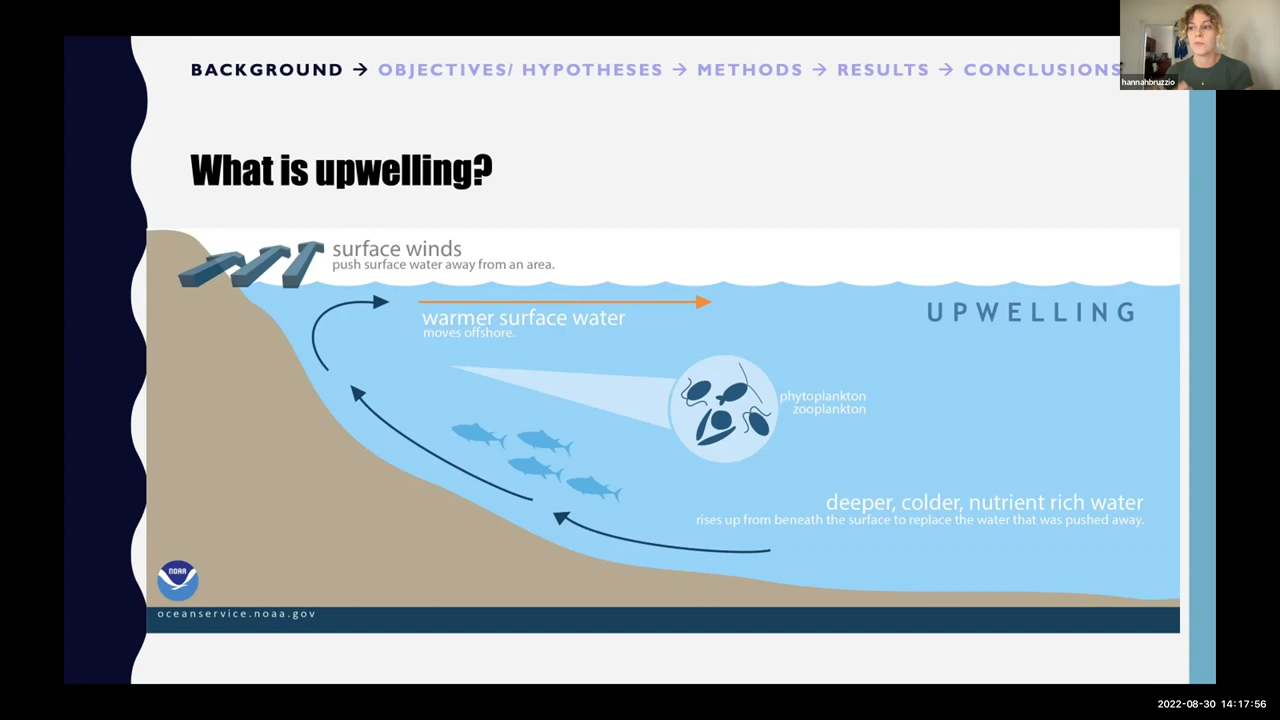 BACKGROUND → OBJECTIVES/ HYPOTHESES → METHODS → RESULTS → CONCLUSIONS
hannahbruzzio
What is upwelling?
surface winds
push surface water away from an area.
warmer surface water
moves offshore.
UPWELLING
phytoplankton
zooplankton
deeper, colder, nutrient rich water
rises up from beneath the surface to replace the water that was pushed away.
NOAA
oceanservice.noaa.gov
2022-08-30 14:17:56